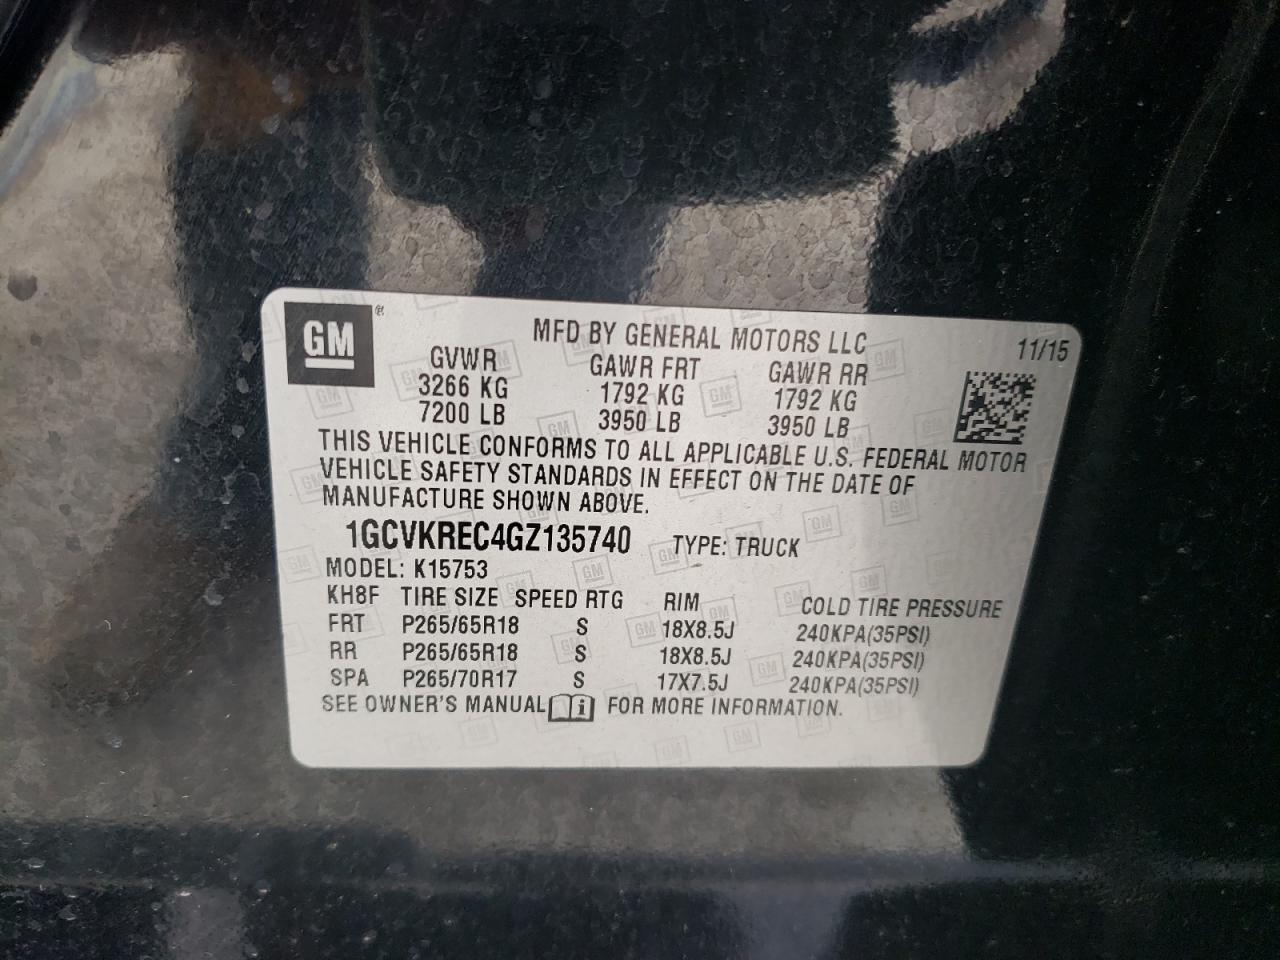 GM ® MFD BY GENERAL MOTORS LLC 11/15
GVWR GAWR FRT GAWR RR
3266 KG 1792 KG 1792 KG
7200 LB 3950 LB 3950 LB
THIS VEHICLE CONFORMS TO ALL APPLICABLE U.S. FEDERAL MOTOR
VEHICLE SAFETY STANDARDS IN EFFECT ON THE DATE OF
MANUFACTURE SHOWN ABOVE.
1GCVKREC4GZ135740 TYPE: TRUCK
MODEL: K15753
KH8F TIRE SIZE SPEED RTG RIM COLD TIRE PRESSURE
FRT P265/65R18 S 18X8.5J 240KPA(35PSI)
RR P265/65R18 S 18X8.5J 240KPA(35PSI)
SPA P265/70R17 S 17X7.5J 240KPA(35PSI)
SEE OWNER'S MANUAL i FOR MORE INFORMATION.